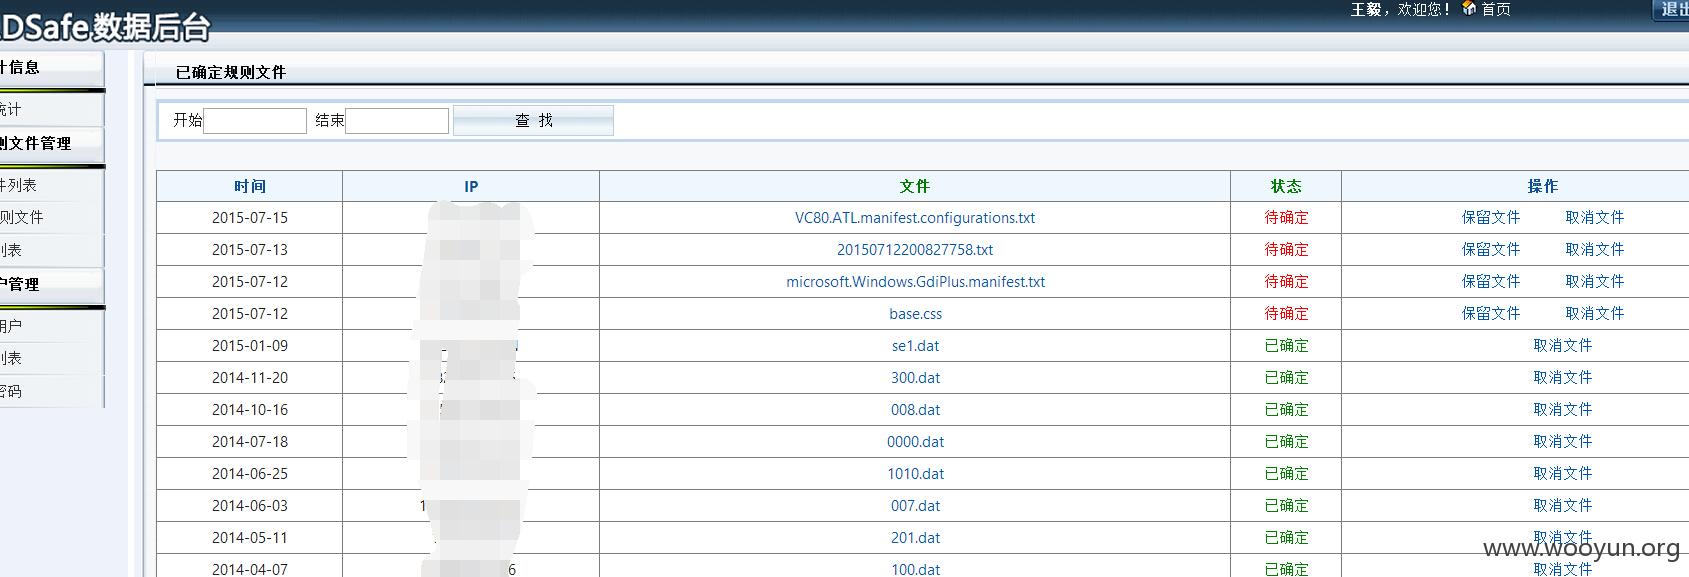 王毅，欢迎您！ 首页 退出
DSafe数据后台
计信息
统计
则文件管理
件列表
则文件
列表
户管理
用户
列表
密码
已确定规则文件
开始 结束 查 找
时间 IP 文件 状态 操作
2015-07-15 VC80.ATL.manifest.configurations.txt 待确定 保留文件 取消文件
2015-07-13 20150712200827758.txt 待确定 保留文件 取消文件
2015-07-12 microsoft.Windows.GdiPlus.manifest.txt 待确定 保留文件 取消文件
2015-07-12 base.css 待确定 保留文件 取消文件
2015-01-09 se1.dat 已确定 取消文件
2014-11-20 300.dat 已确定 取消文件
2014-10-16 008.dat 已确定 取消文件
2014-07-18 0000.dat 已确定 取消文件
2014-06-25 1010.dat 已确定 取消文件
2014-06-03 1 007.dat 已确定 取消文件
2014-05-11 201.dat 已确定 取消文件
2014-04-07 6 100.dat 已确定 取消文件
www.wooyun.org